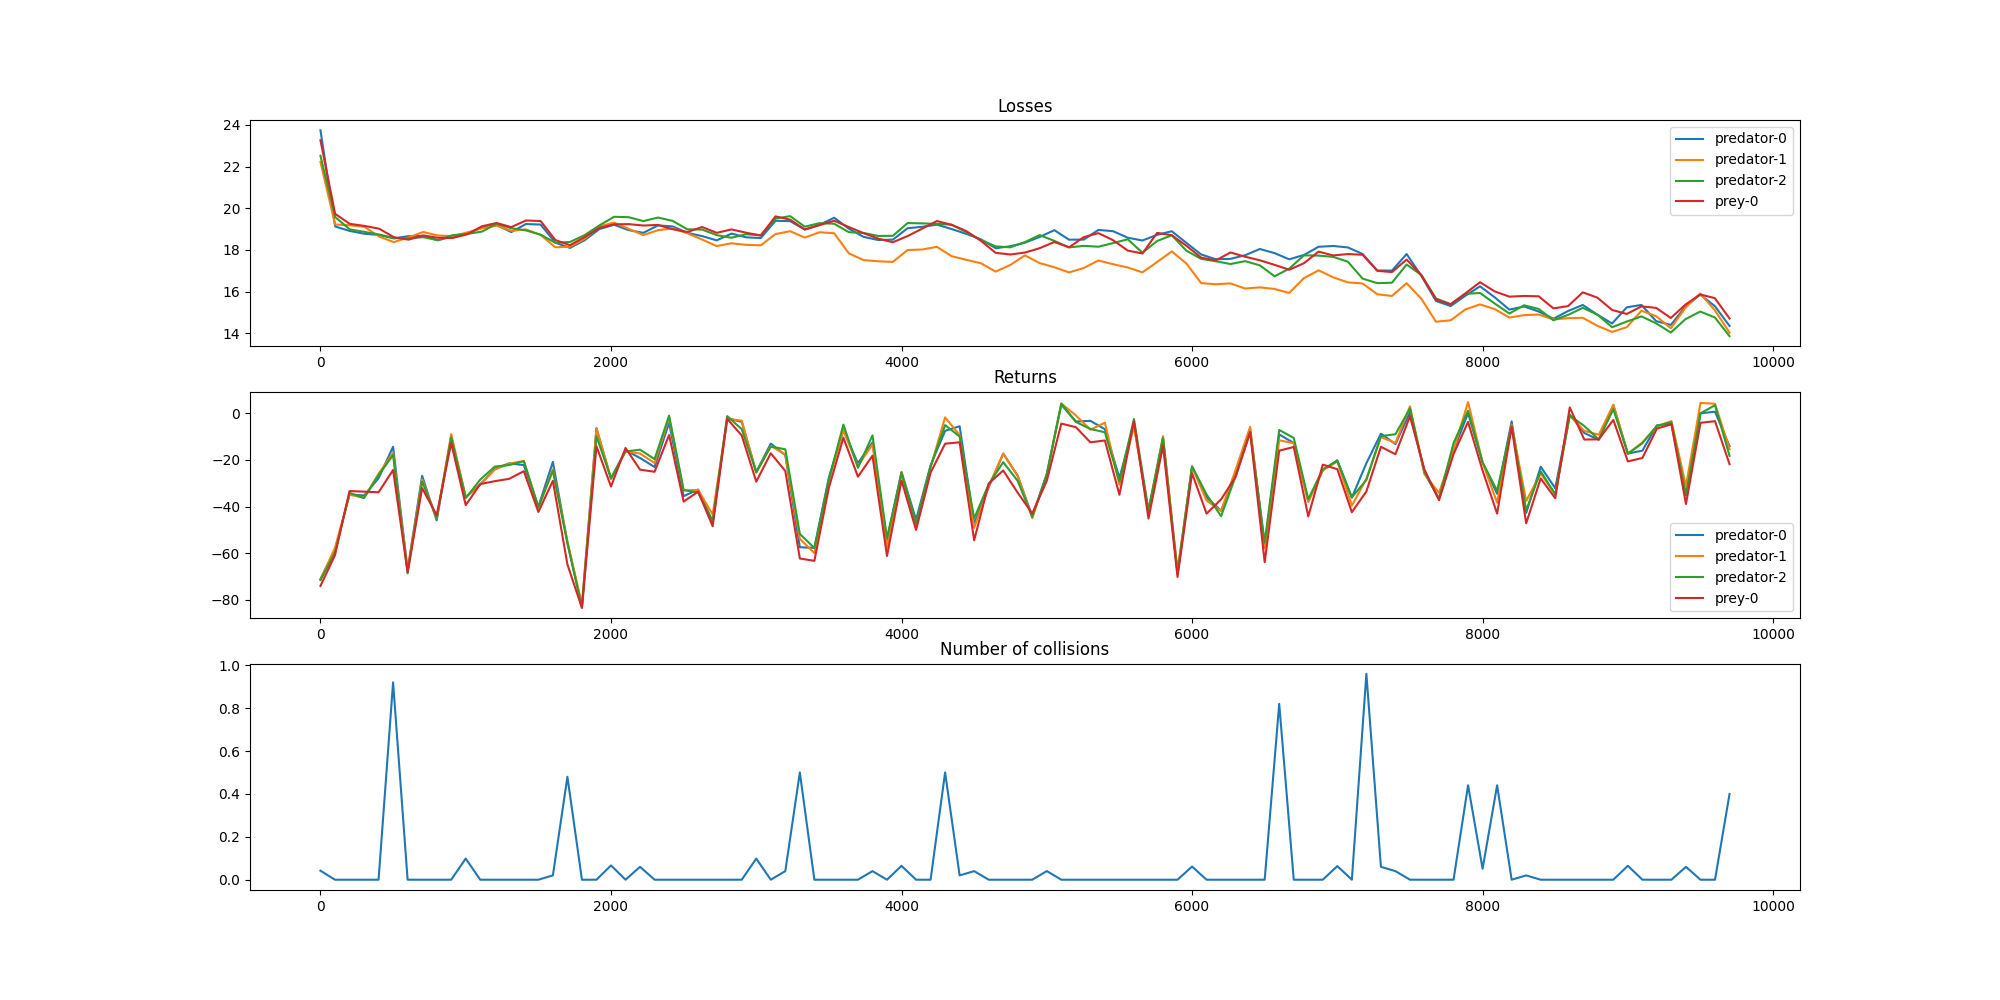 Losses
24
22
20
18
16
14
predator-0
predator-1
predator-2
prey-0
0 2000 4000 6000 8000 10000
Returns
0
−20
−40
−60
−80
predator-0
predator-1
predator-2
prey-0
0 2000 4000 6000 8000 10000
Number of collisions
1.0
0.8
0.6
0.4
0.2
0.0
0 2000 4000 6000 8000 10000